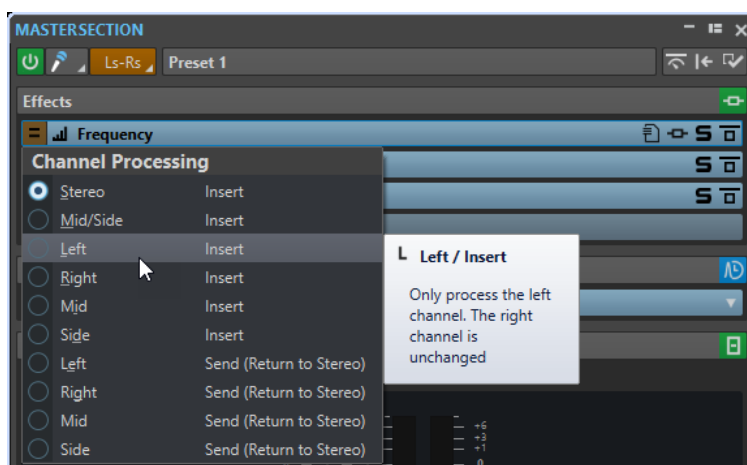 MASTERSECTION
Ls-Rs Preset 1
Effects
Frequency
S
Channel Processing
S
Stereo Insert
S
Mid/Side Insert
Left Insert
L Left / Insert
Right Insert
Only process the left
channel. The right
channel is
unchanged
Mid Insert
Side Insert
Left Send (Return to Stereo)
Right Send (Return to Stereo)
Mid Send (Return to Stereo)
Side Send (Return to Stereo)
+6
+3
+1
0